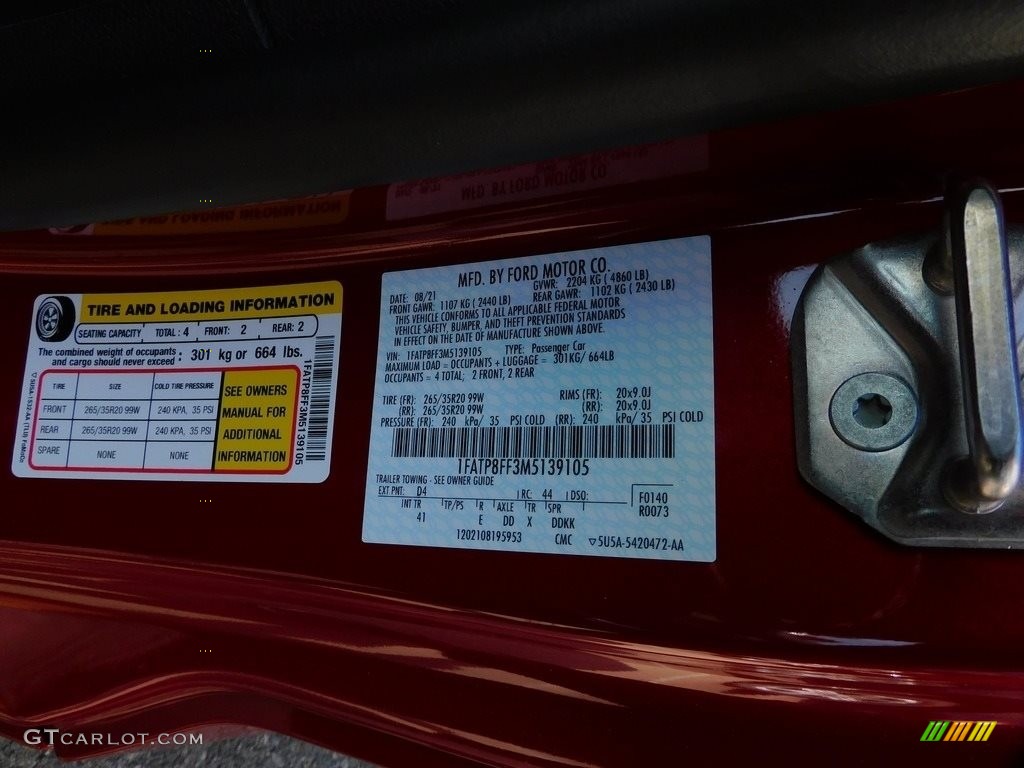 TIRE AND LOADING INFORMATION
SEATING CAPACITY TOTAL : 4 FRONT: 2 REAR: 2
The combined weight of occupants and cargo should never exceed : 301 kg or 664 lbs.
TIRE SIZE COLD TIRE PRESSURE
FRONT 265/35R20 99W 240 KPA, 35 PSI
REAR 265/35R20 99W 240 KPA, 35 PSI
SPARE NONE NONE
SEE OWNERS
MANUAL FOR
ADDITIONAL
INFORMATION
1FATP8FF3M5139105
MFD. BY FORD MOTOR CO.
DATE: 08/21 GVWR: 2204 KG ( 4860 LB)
FRONT GAWR: 1107 KG ( 2440 LB) REAR GAWR: 1102 KG ( 2430 LB)
THIS VEHICLE CONFORMS TO ALL APPLICABLE FEDERAL MOTOR
VEHICLE SAFETY, BUMPER, AND THEFT PREVENTION STANDARDS
IN EFFECT ON THE DATE OF MANUFACTURE SHOWN ABOVE.
VIN: 1FATP8FF3M5139105 TYPE: Passenger Car
MAXIMUM LOAD = OCCUPANTS + LUGGAGE = 301KG/ 664LB
OCCUPANTS = 4 TOTAL; 2 FRONT, 2 REAR
TIRE (FR): 265/35R20 99W RIMS (FR): 20x9.0J
(RR): 265/35R20 99W (RR): 20x9.0J
PRESSURE (FR): 240 kPa/ 35 PSI COLD (RR): 240 kPa/ 35 PSI COLD
1FATP8FF3M5139105
TRAILER TOWING - SEE OWNER GUIDE
EXT PNT: D4 RC: 44 DSO: F0140
INT TR TP/PS R AXLE TR SPR R0073
41 E DD X DDKK
1202108195953 CMC ▽5U5A-5420472-AA
GTCARLOT.COM